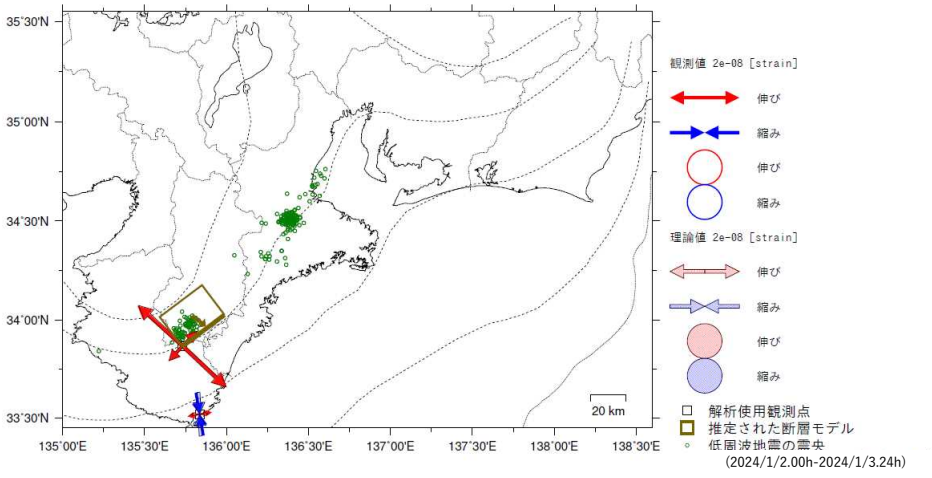 35°30'N
35°00'N
34°30'N
34°00'N
33°30'N
135°00'E
135°30'E
136°00'E
136°30'E
137°00'E
137°30'E
138°00'E
138°30'E
20 km
観測値 2e-08 [strain]
伸び
縮み
伸び
縮み
理論値 2e-08 [strain]
伸び
縮み
伸び
縮み
解析使用観測点
推定された断層モデル
低周波地震の震央
(2024/1/2.00h-2024/1/3.24h)